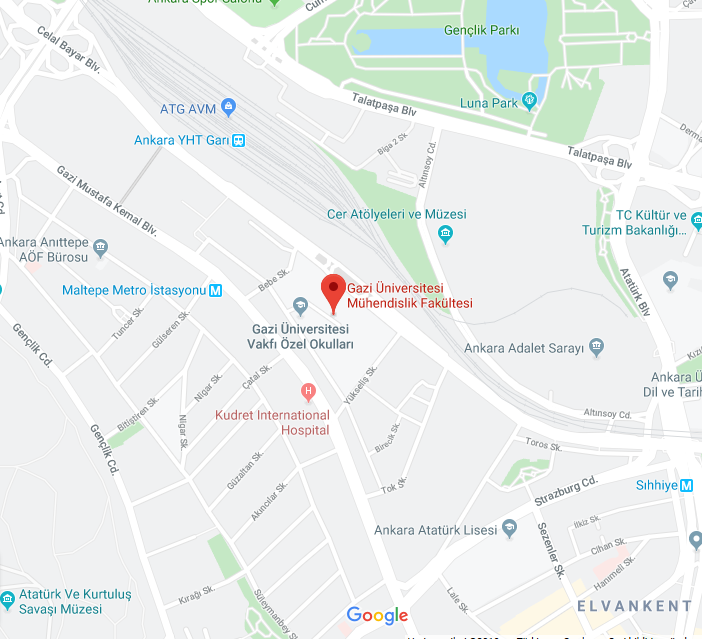 Ankara Spor Salonu
Cum
Celal Bayar Blv.
Gençlik Parkı
Talatpaşa Blv
ATG AVM
Luna Park
Ankara YHT Garı
Biga 2 Sk.
Altınsoy Cd.
Talatpaşa Blv
Derma
Gazi Mustafa Kemal Blv.
Cer Atölyeleri ve Müzesi
TC Kültür ve
Turizm Bakanlığı...
Ankara Anıttepe
AÖF Bürosu
Bebe Sk.
Maltepe Metro İstasyonu
Gazi Üniversitesi
Mühendislik Fakültesi
Atatürk Blv
Tuncer Sk.
Gülseren Sk.
Gazi Üniversitesi
Vakfı Özel Okulları
Gençlik Cd.
Ankara Adalet Sarayı
Nigar Sk.
Çatal Sk.
Yükseliş Sk.
Ankara Ü
Dil ve Tarih
Kudret International
Hospital
Bitiştiren Sk.
Nigar Sk.
Altınsoy Cd.
Gençlik Cd.
Birecik Sk.
Toros Sk.
Güzaltan Sk.
Tok Sk.
Strazburg Cd.
Sıhhiye
Akıncılar Sk.
Ankara Atatürk Lisesi
Sezenler Sk.
Ilkiz Sk.
Cihan Sk.
Hanımeli Sk.
Kırağı Sk.
Süleymanbey Sk.
Lale Sk.
Atatürk Ve Kurtuluş
Savaşı Müzesi
Google
ELVANKENT